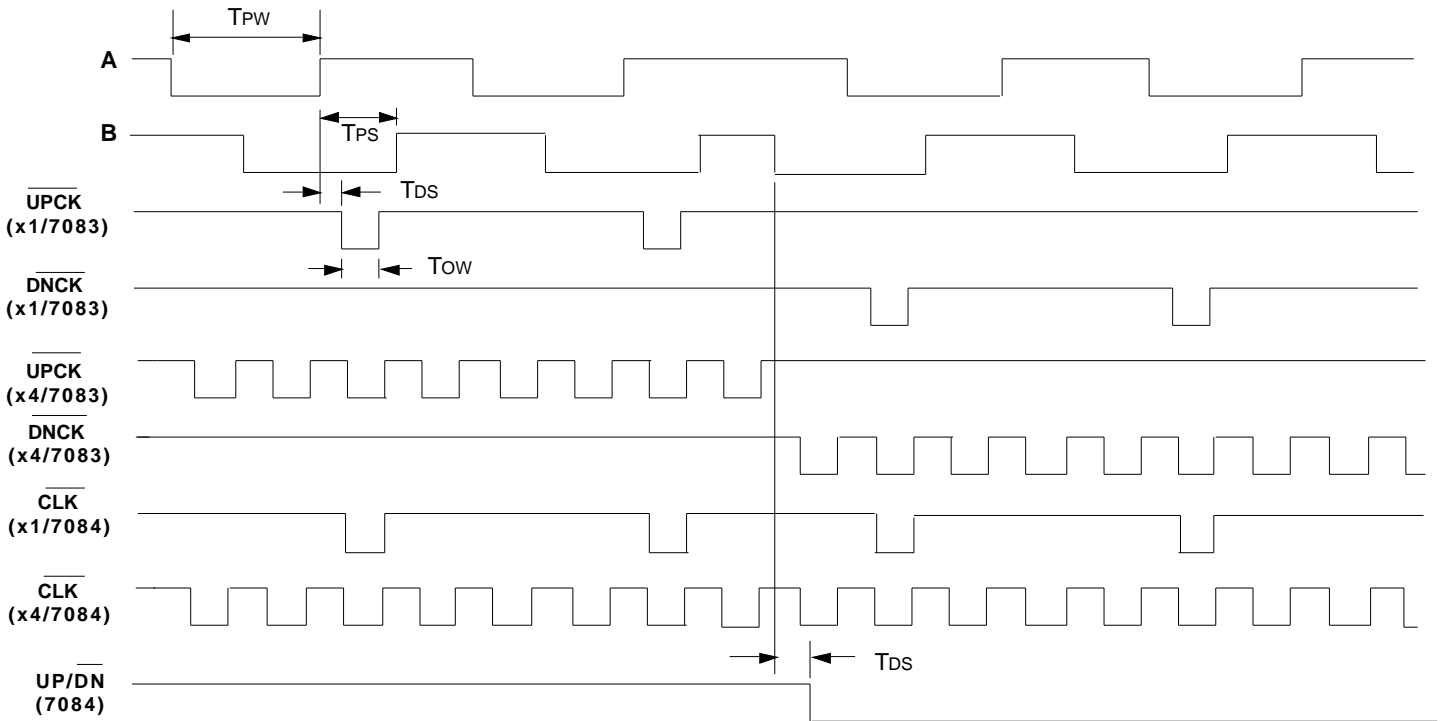 TPW
A
TPS
B
TDS
UPCK
(x1/7083)
TOW
DNCK
(x1/7083)
UPCK
(x4/7083)
DNCK
(x4/7083)
CLK
(x1/7084)
CLK
(x4/7084)
TDS
UP/DN
(7084)